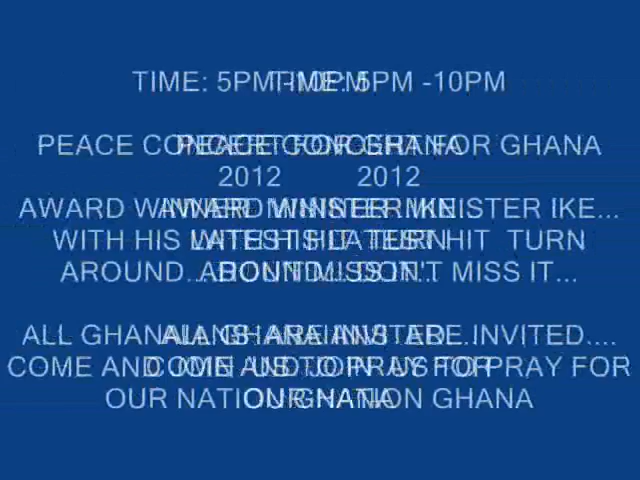 TIME: 5PM -10PM
PEACE CONCERT FOR GHANA
2012
AWARD WINNER MINISTER IKE...
WITH HIS LATEST HIT TURN
AROUND...DON'T MISS IT...
ALL GHANAIANS ARE INVITED....
COME AND JOIN US TO PRAY FOR
OUR NATION GHANA